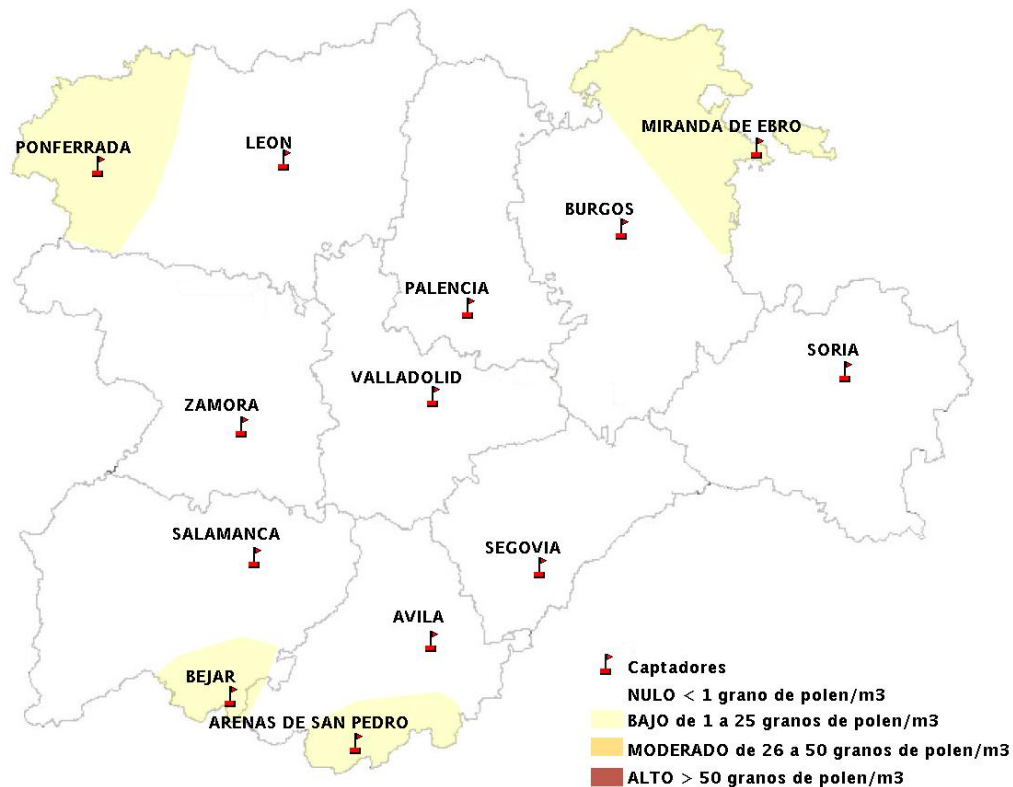 MIRANDA DE EBRO
PONFERRADA
LEON
BURGOS
PALENCIA
SORIA
VALLADOLID
ZAMORA
SALAMANCA
SEGOVIA
AVILA
BEJAR
ARENAS DE SAN PEDRO
Captadores
NULO < 1 grano de polen/m3
BAJO de 1 a 25 granos de polen/m3
MODERADO de 26 a 50 granos de polen/m3
ALTO > 50 granos de polen/m3